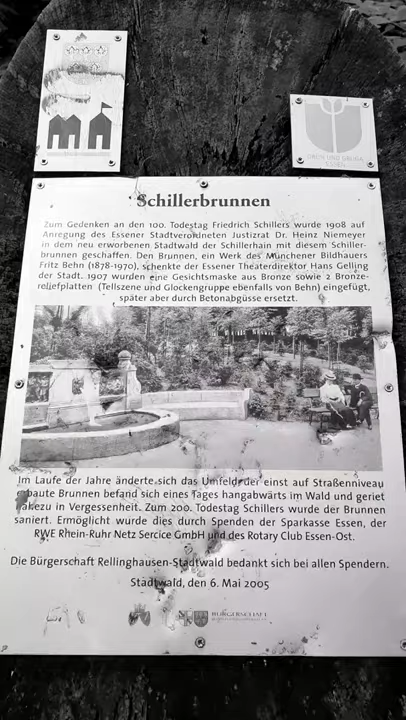 GRÜN UND GRUGA
ESSEN
Schillerbrunnen
Zum Gedenken an den 100. Todestag Friedrich Schillers wurde 1908 auf
Anregung des Essener Stadtverordneten Justizrat Dr. Heinz Niemeyer
in dem neu erworbenen Stadtwald der Schillerhain mit diesem Schiller-
brunnen geschaffen. Den Brunnen, ein Werk des Münchener Bildhauers
Fritz Behn (1878-1970), schenkte der Essener Theaterdirektor Hans Gelling
der Stadt. 1907 wurden eine Gesichtsmaske aus Bronze sowie 2 Bronze-
reliefplatten (Tellszene und Glockengruppe ebenfalls von Behn) eingefügt,
später aber durch Betonabgüsse ersetzt.
Im Laufe der Jahre änderte sich das Umfeld, der einst auf Straßenniveau
gebaute Brunnen befand sich eines Tages hangabwärts im Wald und geriet
nahezu in Vergessenheit. Zum 200. Todestag Schillers wurde der Brunnen
saniert. Ermöglicht wurde dies durch Spenden der Sparkasse Essen, der
RWE Rhein-Ruhr Netz Sercice GmbH und des Rotary Club Essen-Ost.
Die Bürgerschaft Rellinghausen-Stadtwald bedankt sich bei allen Spendern.
Stadtwald, den 6. Mai 2005
BÜRGERSCHAFT